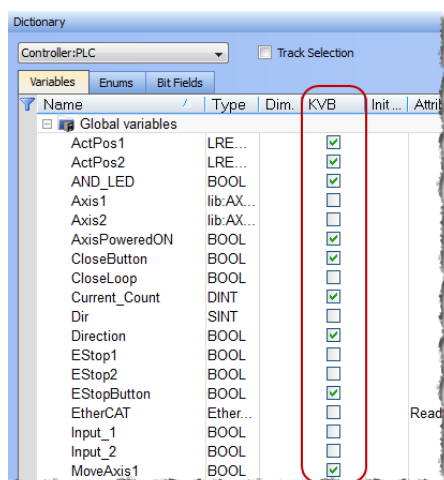 Dictionary
Controller:PLC Track Selection
Variables Enums Bit Fields
Name Type Dim. KVB Init ... Attrib
Global variables
ActPos1 LRE...
ActPos2 LRE...
AND_LED BOOL
Axis1 lib:AX...
Axis2 lib:AX...
AxisPoweredON BOOL
CloseButton BOOL
CloseLoop BOOL
Current_Count DINT
Dir SINT
Direction BOOL
EStop1 BOOL
EStop2 BOOL
EStopButton BOOL
EtherCAT Ether... Read
Input_1 BOOL
Input_2 BOOL
MoveAxis1 BOOL